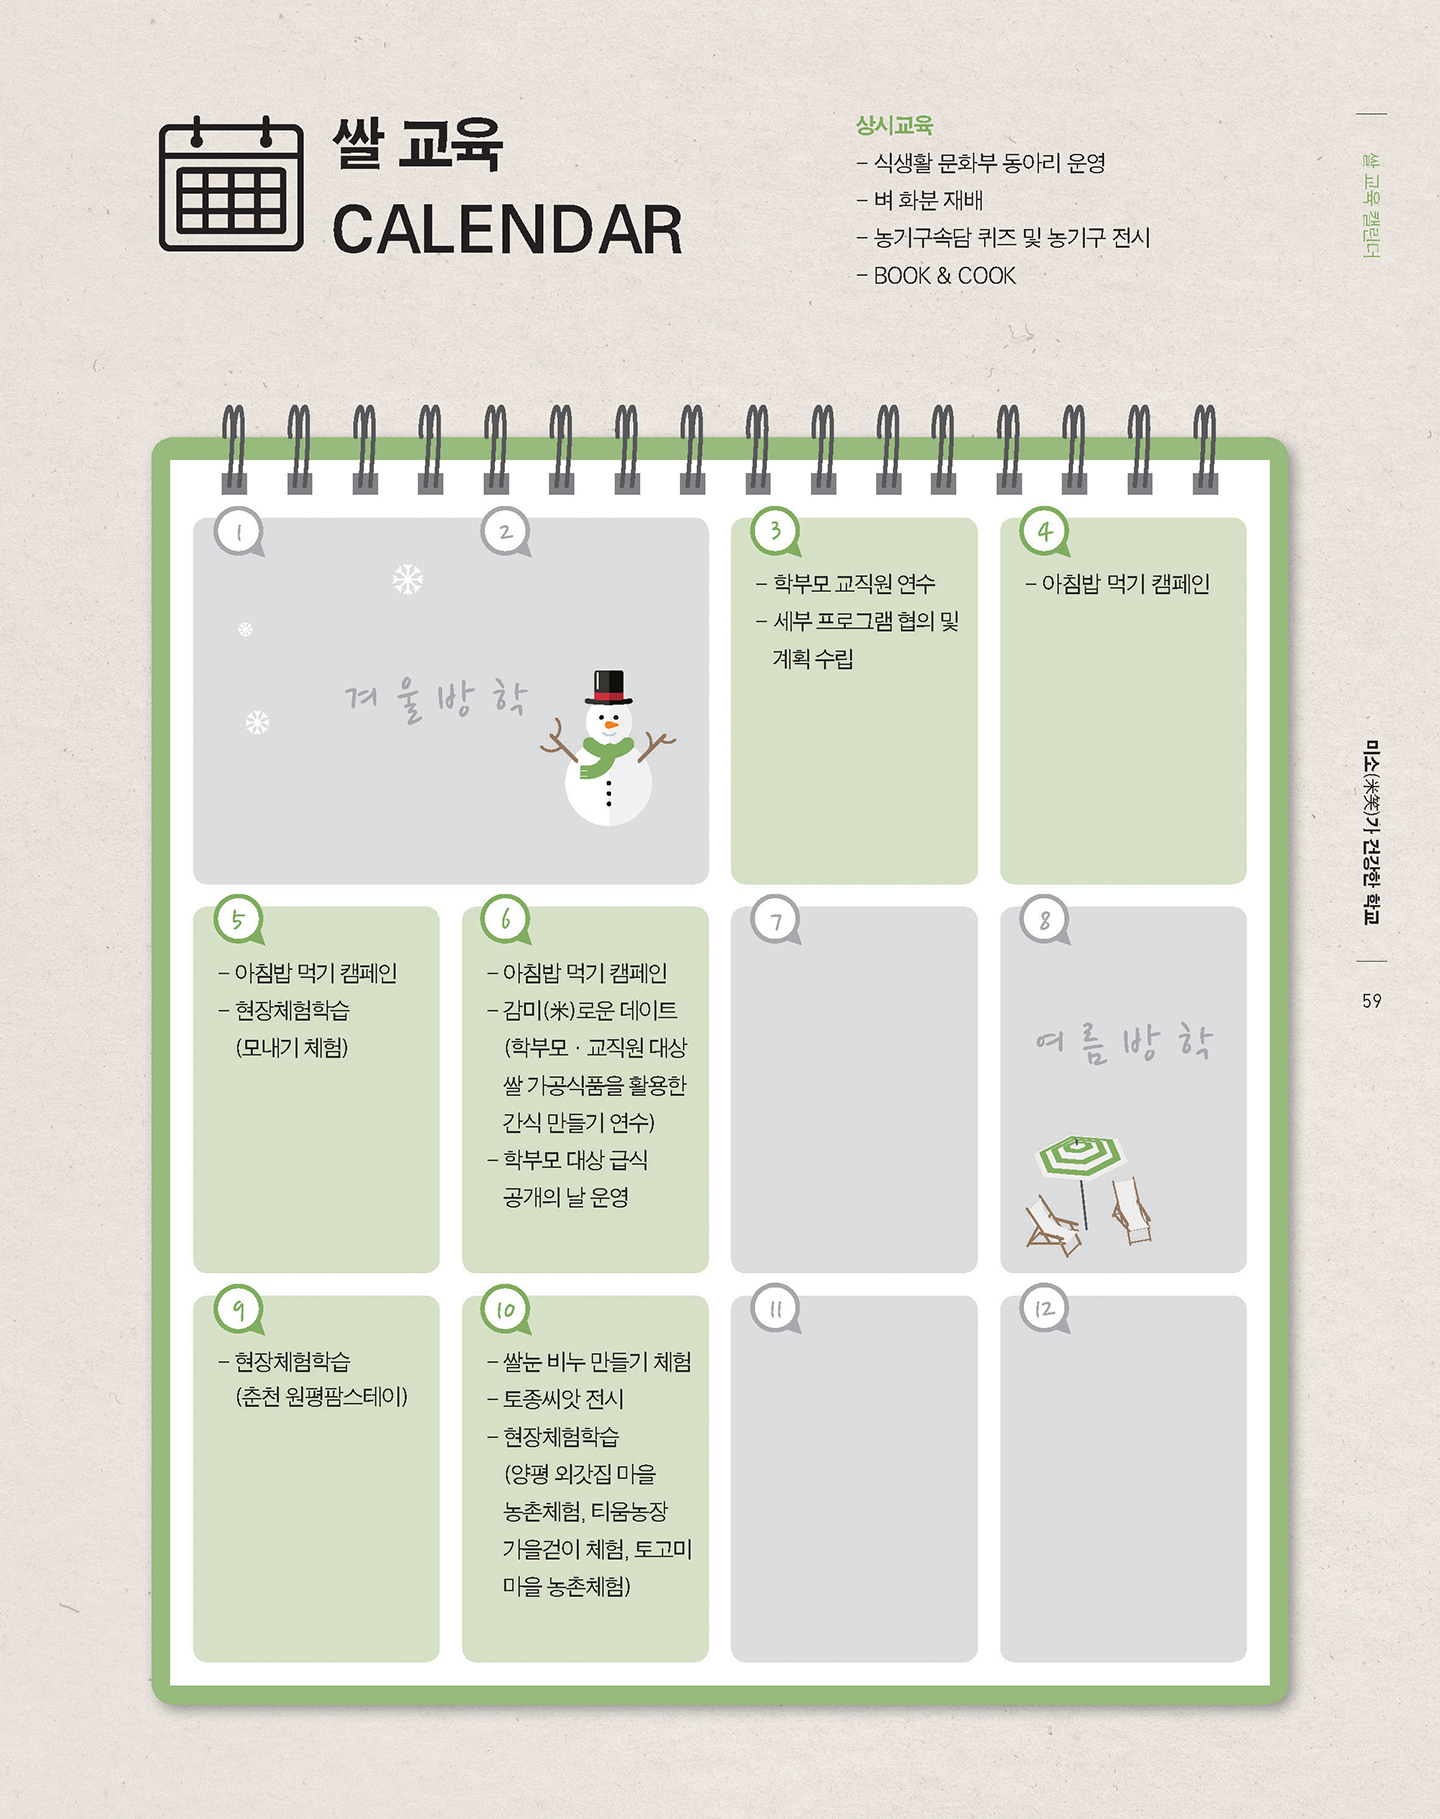 쌀 교육
CALENDAR
상시교육
- 식생활 문화부 동아리 운영
- 벼 화분 재배
- 농기구속담 퀴즈 및 농기구 전시
- BOOK & COOK
쌀 교육 캘린더
미소(米笑)가 건강한 학교
59
1
2
겨울방학
3
- 학부모 교직원 연수
- 세부 프로그램 협의 및
계획 수립
4
- 아침밥 먹기 캠페인
5
- 아침밥 먹기 캠페인
- 현장체험학습
(모내기 체험)
6
- 아침밥 먹기 캠페인
- 감미(米)로운 데이트
(학부모 · 교직원 대상
쌀 가공식품을 활용한
간식 만들기 연수)
- 학부모 대상 급식
공개의 날 운영
7
8
여름방학
9
- 현장체험학습
(춘천 원평팜스테이)
10
- 쌀눈 비누 만들기 체험
- 토종씨앗 전시
- 현장체험학습
(양평 외갓집 마을
농촌체험, 티움농장
가을걷이 체험, 토고미
마을 농촌체험)
11
12